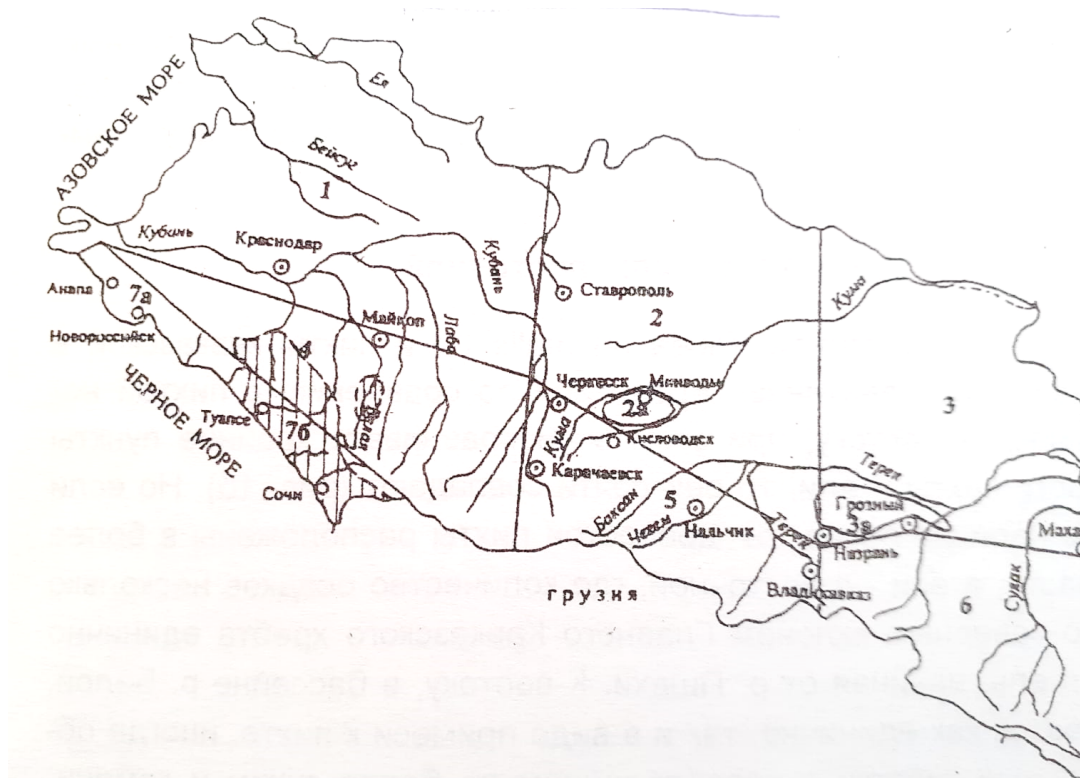 АЗОВСКОЕ МОРЕ
Ея
Бейсуг
1
Кубань
Краснодар
Кубань
Анапа
7а
Новороссийск
Ставрополь
2
Кума
Майкоп
Лаба
4
ЧЕРНОЕ МОРЕ
Туапсе
7б
Белая
Черкесск
Минводы
2а
3
Кисловодск
Кума
Карачаевск
Сочи
Терек
Грозный
5
Баксан
Чегем
Нальчик
Терек
3а
Назрань
Маха
Владикавказ
грузия
6
Сулак